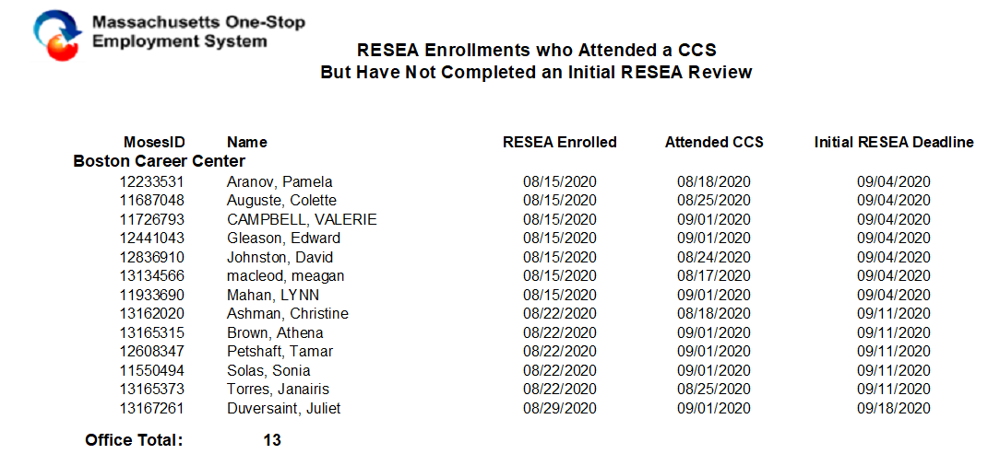 Massachusetts One-Stop
Employment System
RESEA Enrollments who Attended a CCS
But Have Not Completed an Initial RESEA Review
MosesID Name RESEA Enrolled Attended CCS Initial RESEA Deadline
Boston Career Center
12233531 Aranov, Pamela 08/15/2020 08/18/2020 09/04/2020
11687048 Auguste, Colette 08/15/2020 08/25/2020 09/04/2020
11726793 CAMPBELL, VALERIE 08/15/2020 09/01/2020 09/04/2020
12441043 Gleason, Edward 08/15/2020 09/01/2020 09/04/2020
12836910 Johnston, David 08/15/2020 08/24/2020 09/04/2020
13134566 macleod, meagan 08/15/2020 08/17/2020 09/04/2020
11933690 Mahan, LYNN 08/15/2020 09/01/2020 09/04/2020
13162020 Ashman, Christine 08/22/2020 08/18/2020 09/11/2020
13165315 Brown, Athena 08/22/2020 09/01/2020 09/11/2020
12608347 Petshaft, Tamar 08/22/2020 09/01/2020 09/11/2020
11550494 Solas, Sonia 08/22/2020 09/01/2020 09/11/2020
13165373 Torres, Janairis 08/22/2020 08/25/2020 09/11/2020
13167261 Duversaint, Juliet 08/29/2020 09/01/2020 09/18/2020
Office Total: 13